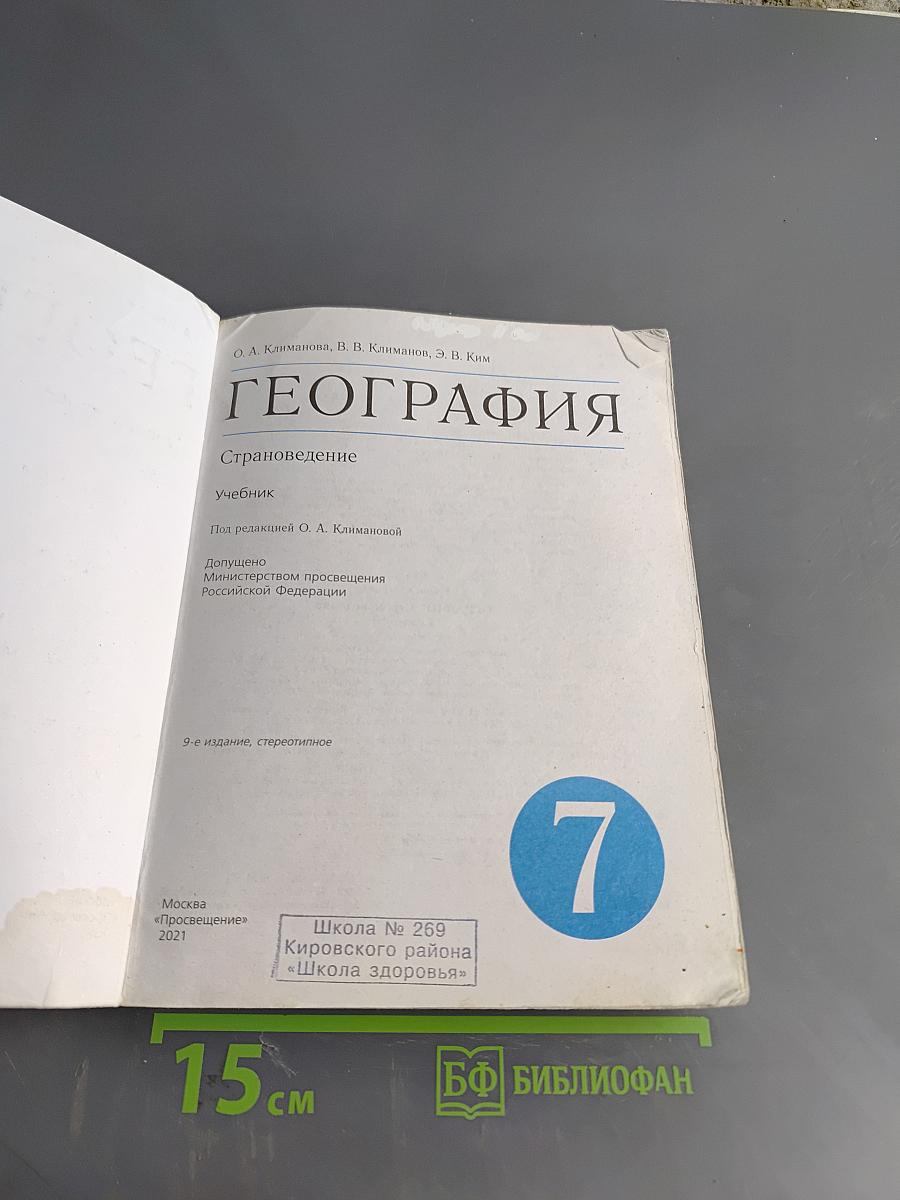 О. А. Климанова, В. В. Климанов, Э. В. Ким
ГЕОГРАФИЯ
Страноведение
Учебник
Под редакцией О. А. Климановой
Допущено
Министерством просвещения
Российской Федерации
9-е издание, стереотипное
7
Москва
«Просвещение»
2021
Школа № 269
Кировского района
«Школа здоровья»
15 см
БФ БИБЛИОФАН